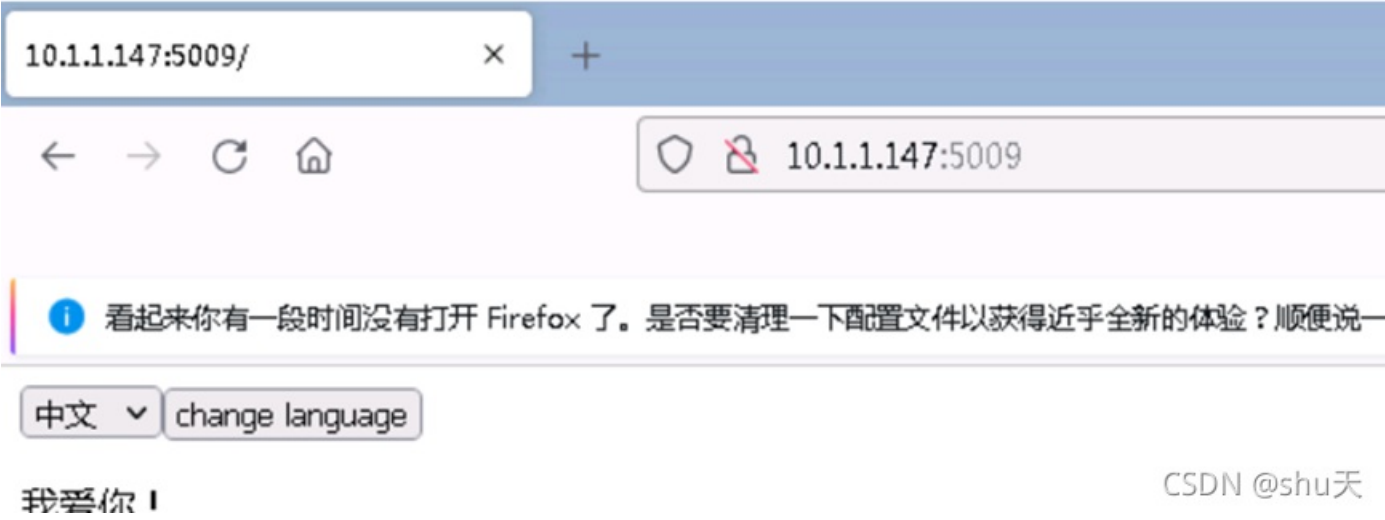 10.1.1.147:5009/
10.1.1.147:5009
看起来你有一段时间没有打开 Firefox 了。是否要清理一下配置文件以获得近乎全新的体验？顺便说一
中文 change language
我爱你！
CSDN @shu天